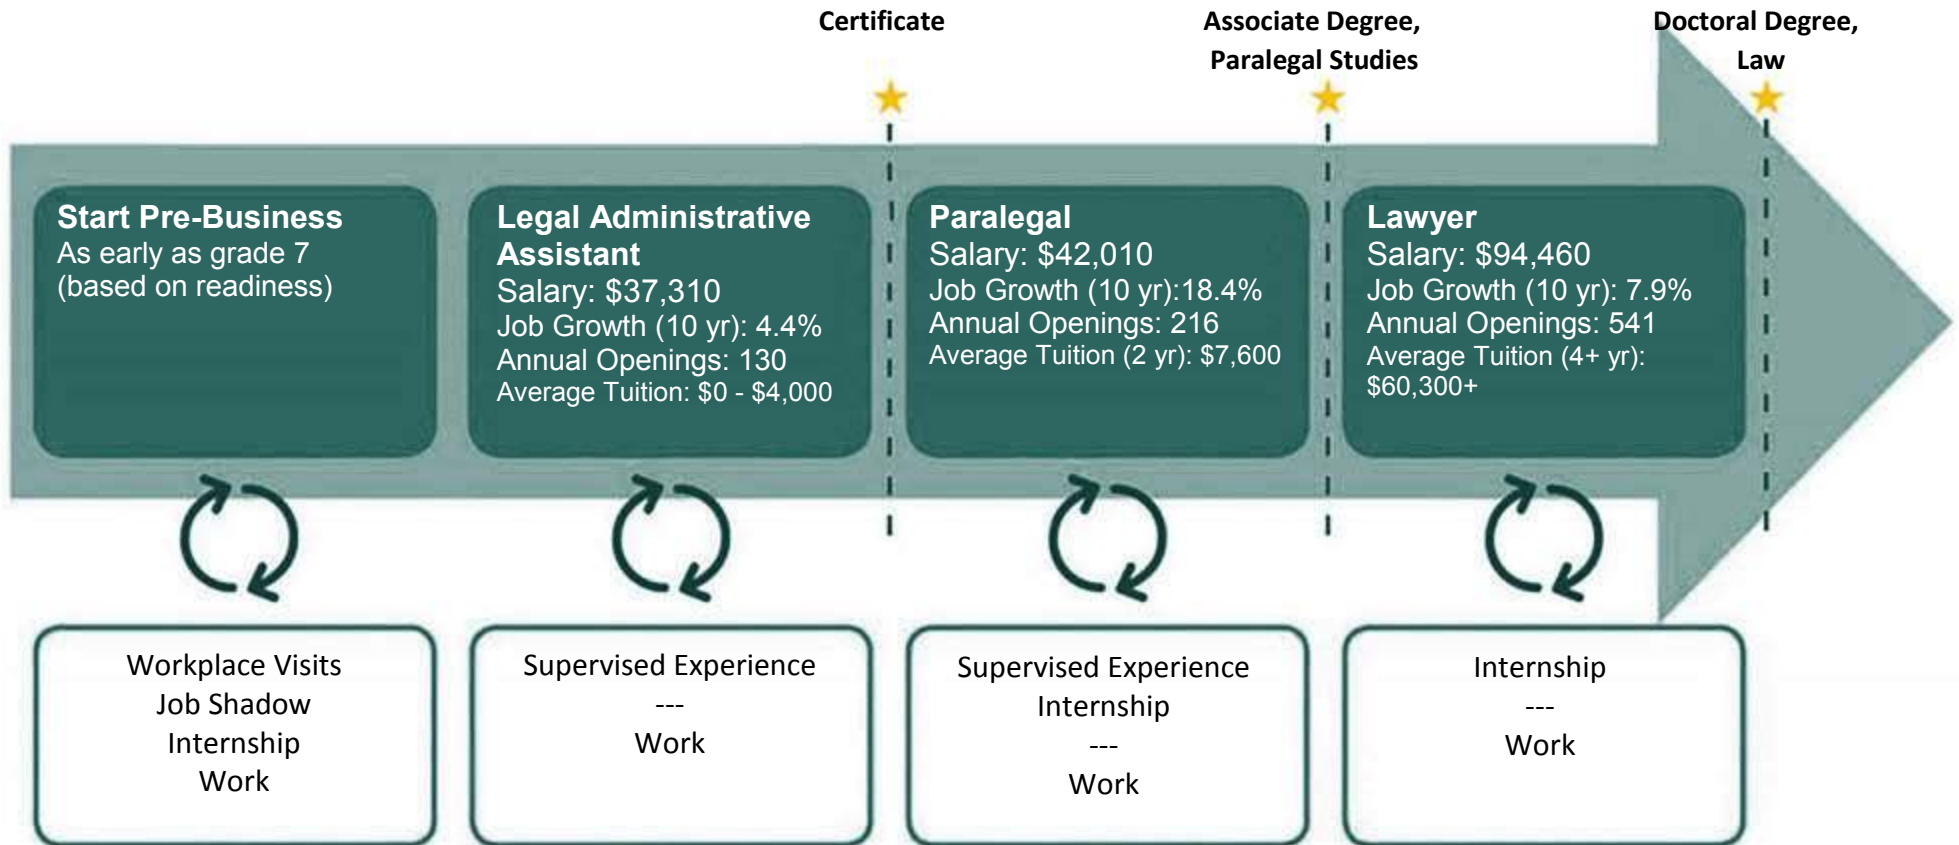 Certificate
Associate Degree,
Paralegal Studies
Doctoral Degree,
Law
Start Pre-Business
As early as grade 7
(based on readiness)
Legal Administrative
Assistant
Salary: $37,310
Job Growth (10 yr): 4.4%
Annual Openings: 130
Average Tuition: $0 - $4,000
Paralegal
Salary: $42,010
Job Growth (10 yr):18.4%
Annual Openings: 216
Average Tuition (2 yr): $7,600
Lawyer
Salary: $94,460
Job Growth (10 yr): 7.9%
Annual Openings: 541
Average Tuition (4+ yr):
$60,300+
Workplace Visits
Job Shadow
Internship
Work
Supervised Experience
---
Work
Supervised Experience
Internship
---
Work
Internship
---
Work